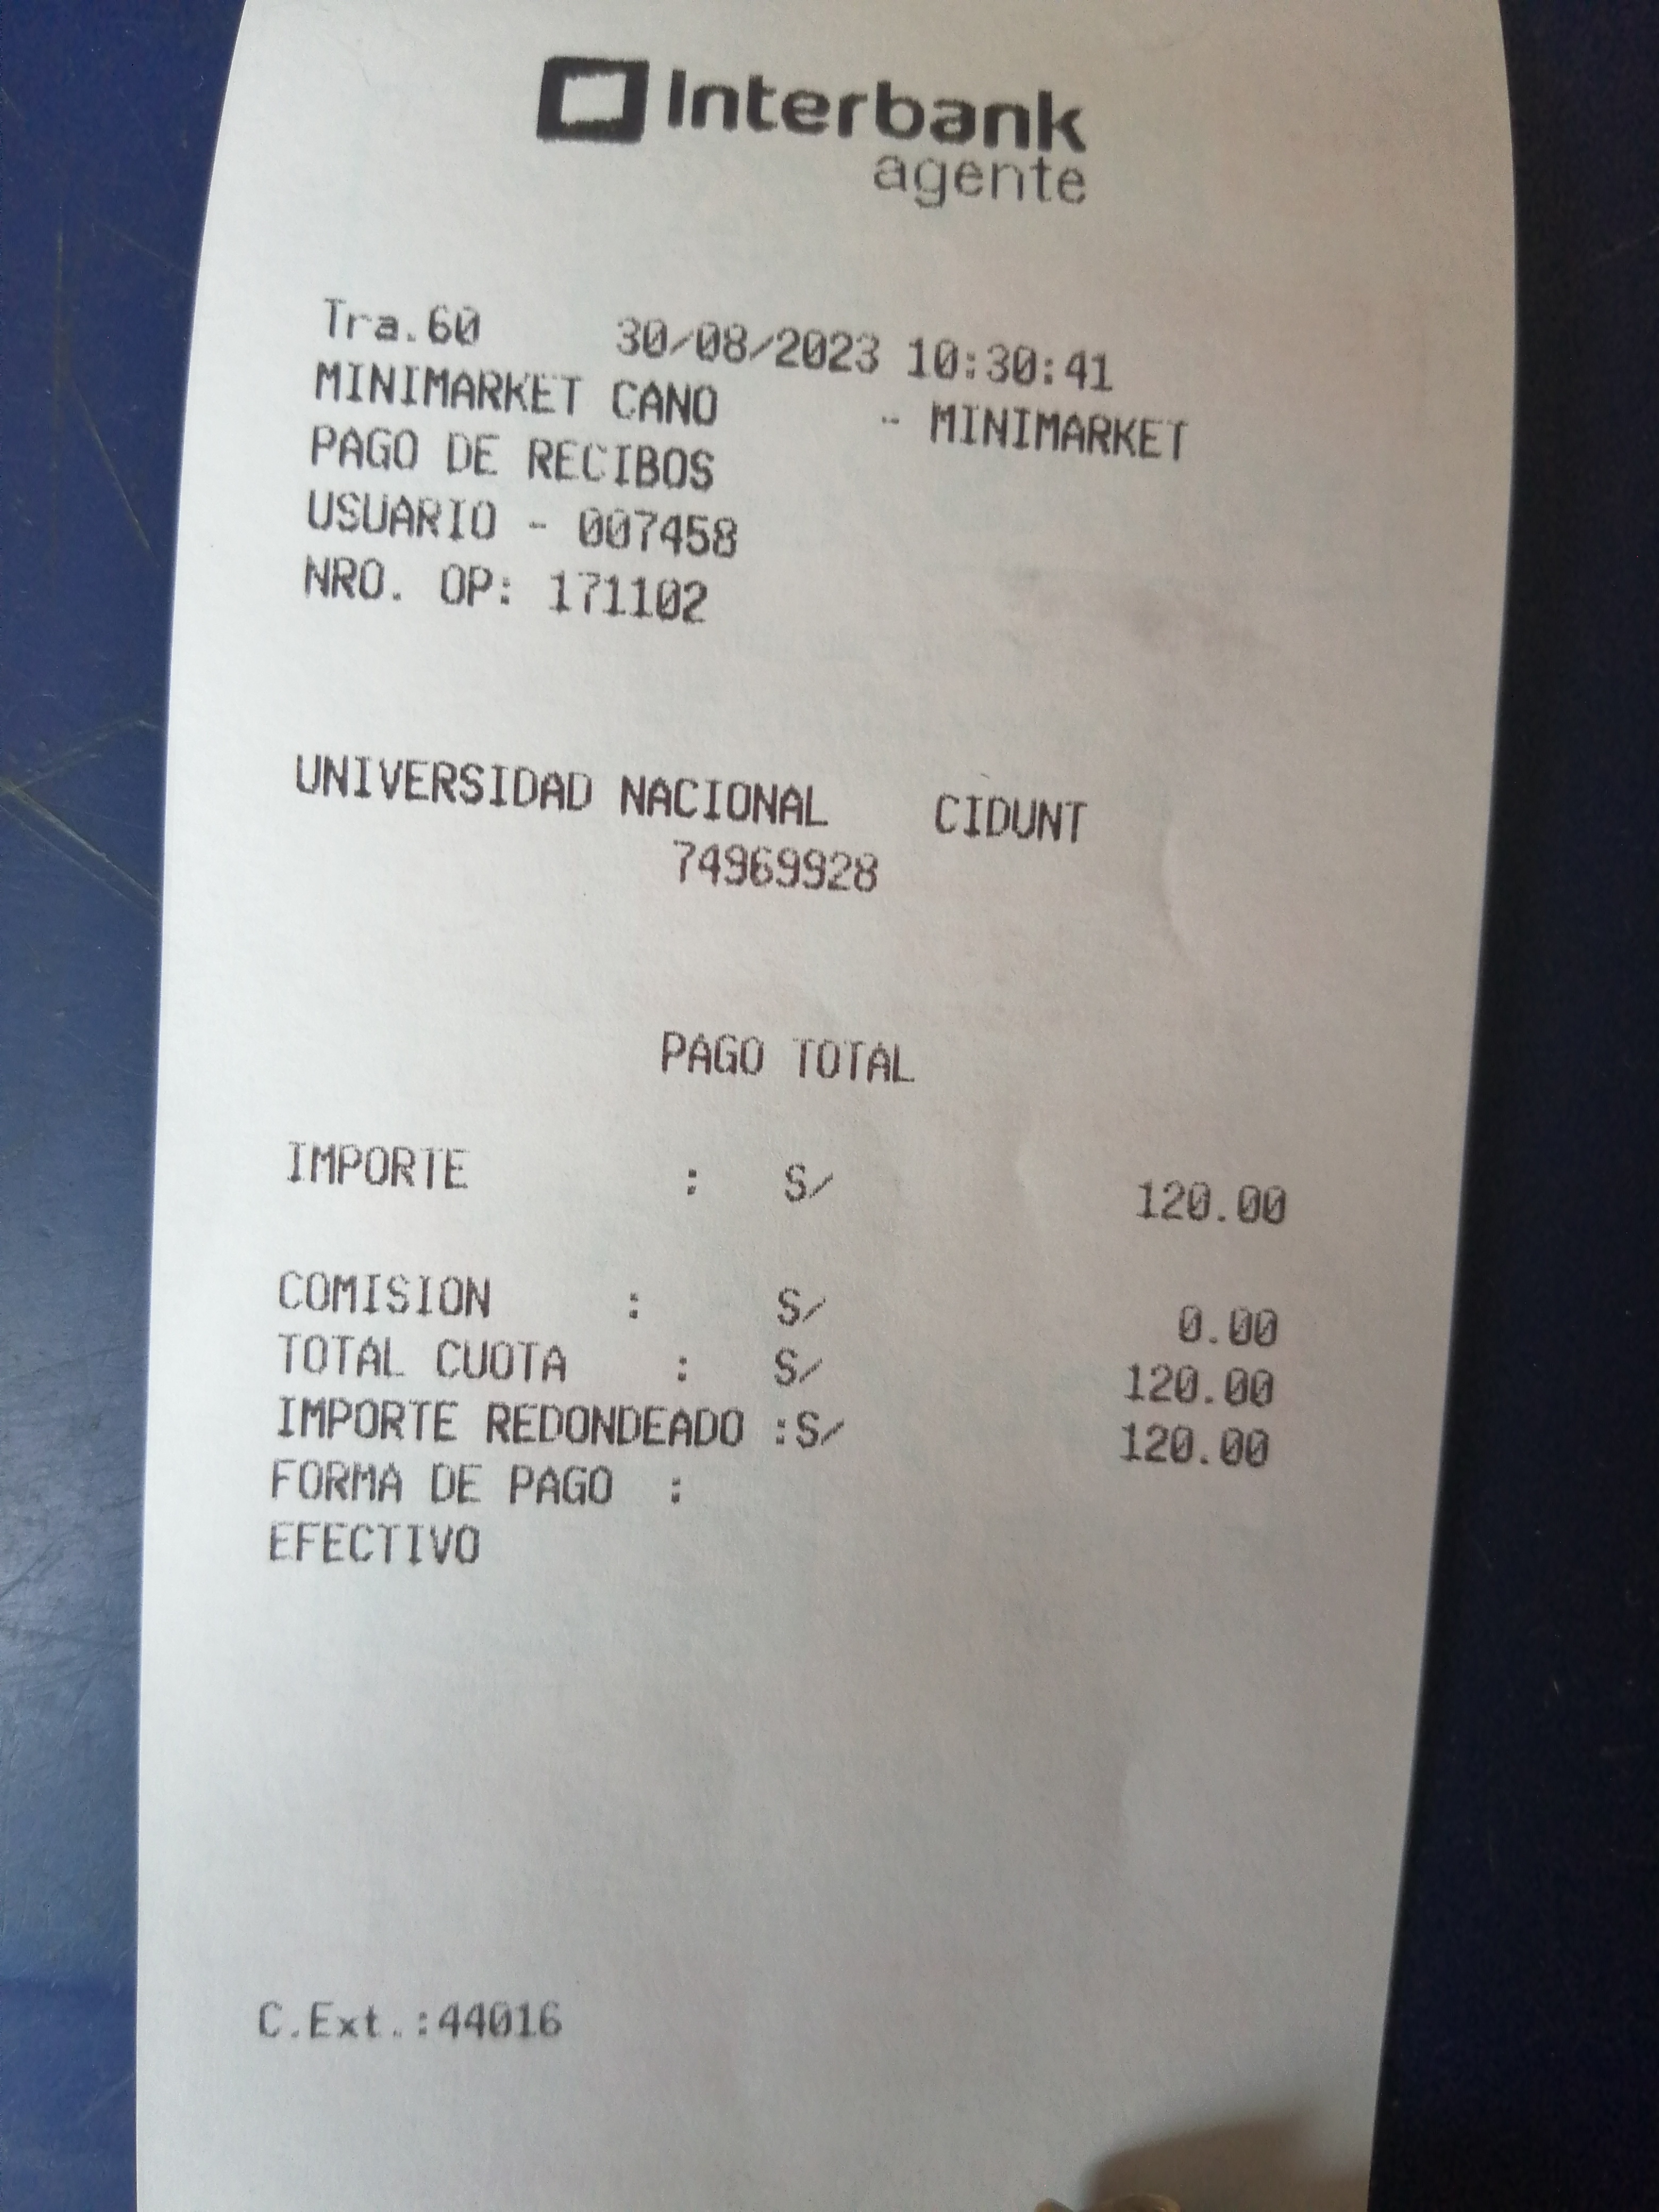 Interbank
agente
Tra.60 30/08/2023 10:30:41
MINIMARKET CANO - MINIMARKET
PAGO DE RECIBOS
USUARIO - 007458
NRO. OP: 171102
UNIVERSIDAD NACIONAL CIDUNT
74969928
PAGO TOTAL
IMPORTE : S/ 120.00
COMISION : S/ 0.00
TOTAL CUOTA : S/ 120.00
IMPORTE REDONDEADO :S/ 120.00
FORMA DE PAGO :
EFECTIVO
C.Ext.:44016